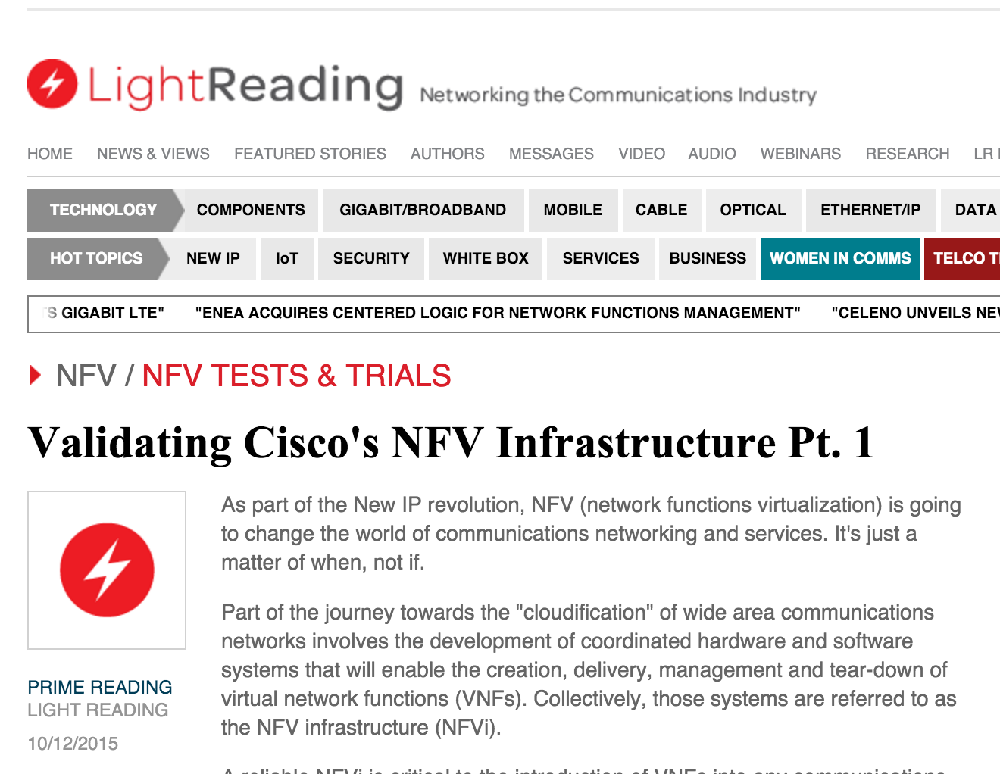 LightReading Networking the Communications Industry
HOME NEWS & VIEWS FEATURED STORIES AUTHORS MESSAGES VIDEO AUDIO WEBINARS RESEARCH LR
TECHNOLOGY COMPONENTS GIGABIT/BROADBAND MOBILE CABLE OPTICAL ETHERNET/IP DATA
HOT TOPICS NEW IP IoT SECURITY WHITE BOX SERVICES BUSINESS WOMEN IN COMMS TELCO
GIGABIT LTE" "ENEA ACQUIRES CENTERED LOGIC FOR NETWORK FUNCTIONS MANAGEMENT" "CELENO UNVEILS
NFV / NFV TESTS & TRIALS
Validating Cisco's NFV Infrastructure Pt. 1
As part of the New IP revolution, NFV (network functions virtualization) is going
to change the world of communications networking and services. It's just a
matter of when, not if.
Part of the journey towards the "cloudification" of wide area communications
networks involves the development of coordinated hardware and software
systems that will enable the creation, delivery, management and tear-down of
virtual network functions (VNFs). Collectively, those systems are referred to as
the NFV infrastructure (NFVi).
PRIME READING
LIGHT READING
10/12/2015